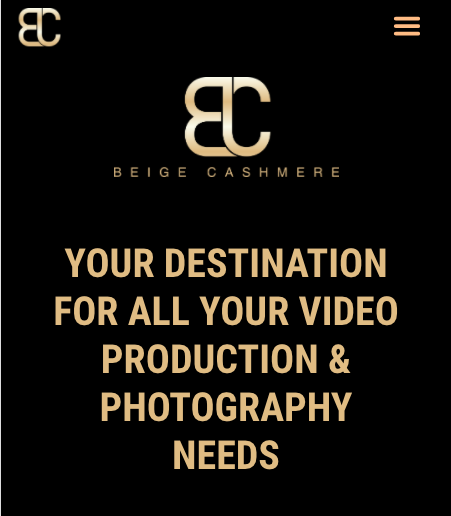 BC
BC
BEIGE CASHMERE
YOUR DESTINATION
FOR ALL YOUR VIDEO
PRODUCTION &
PHOTOGRAPHY
NEEDS